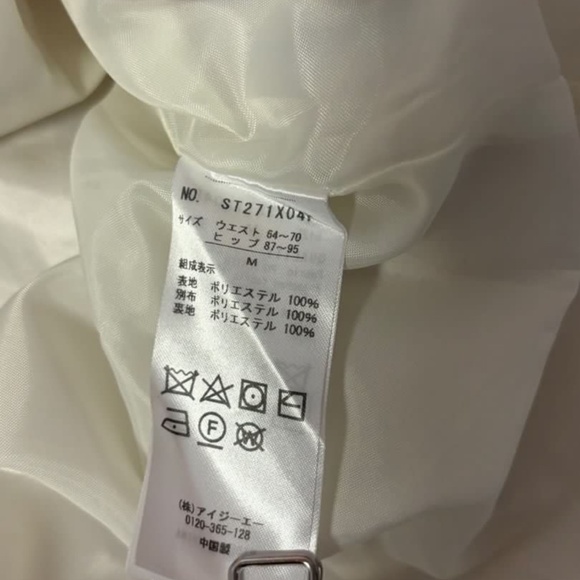 NO. ST271X04
サイズ ウエスト 64〜70
ヒップ 87〜95
M
組成表示
表地 ポリエステル 100%
別布 ポリエステル 100%
裏地 ポリエステル 100%
F
W
(株)アイジーエー
0120-365-128
中国製